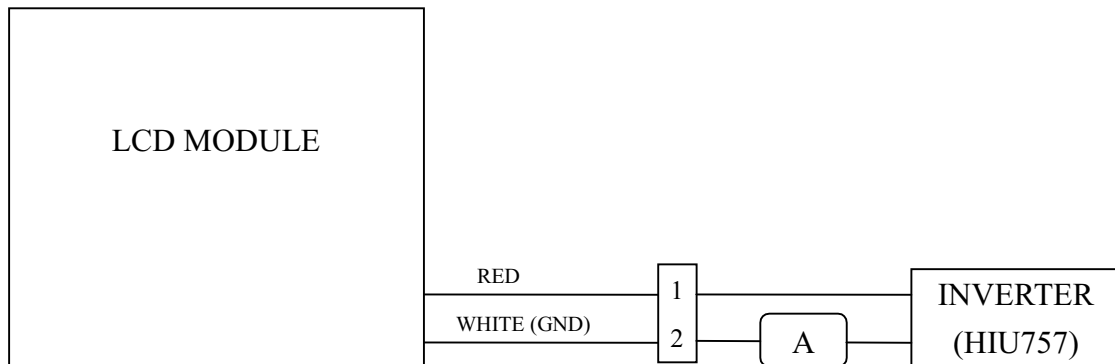 LCD MODULE
RED
1
INVERTER
WHITE (GND)
2
A
(HIU757)